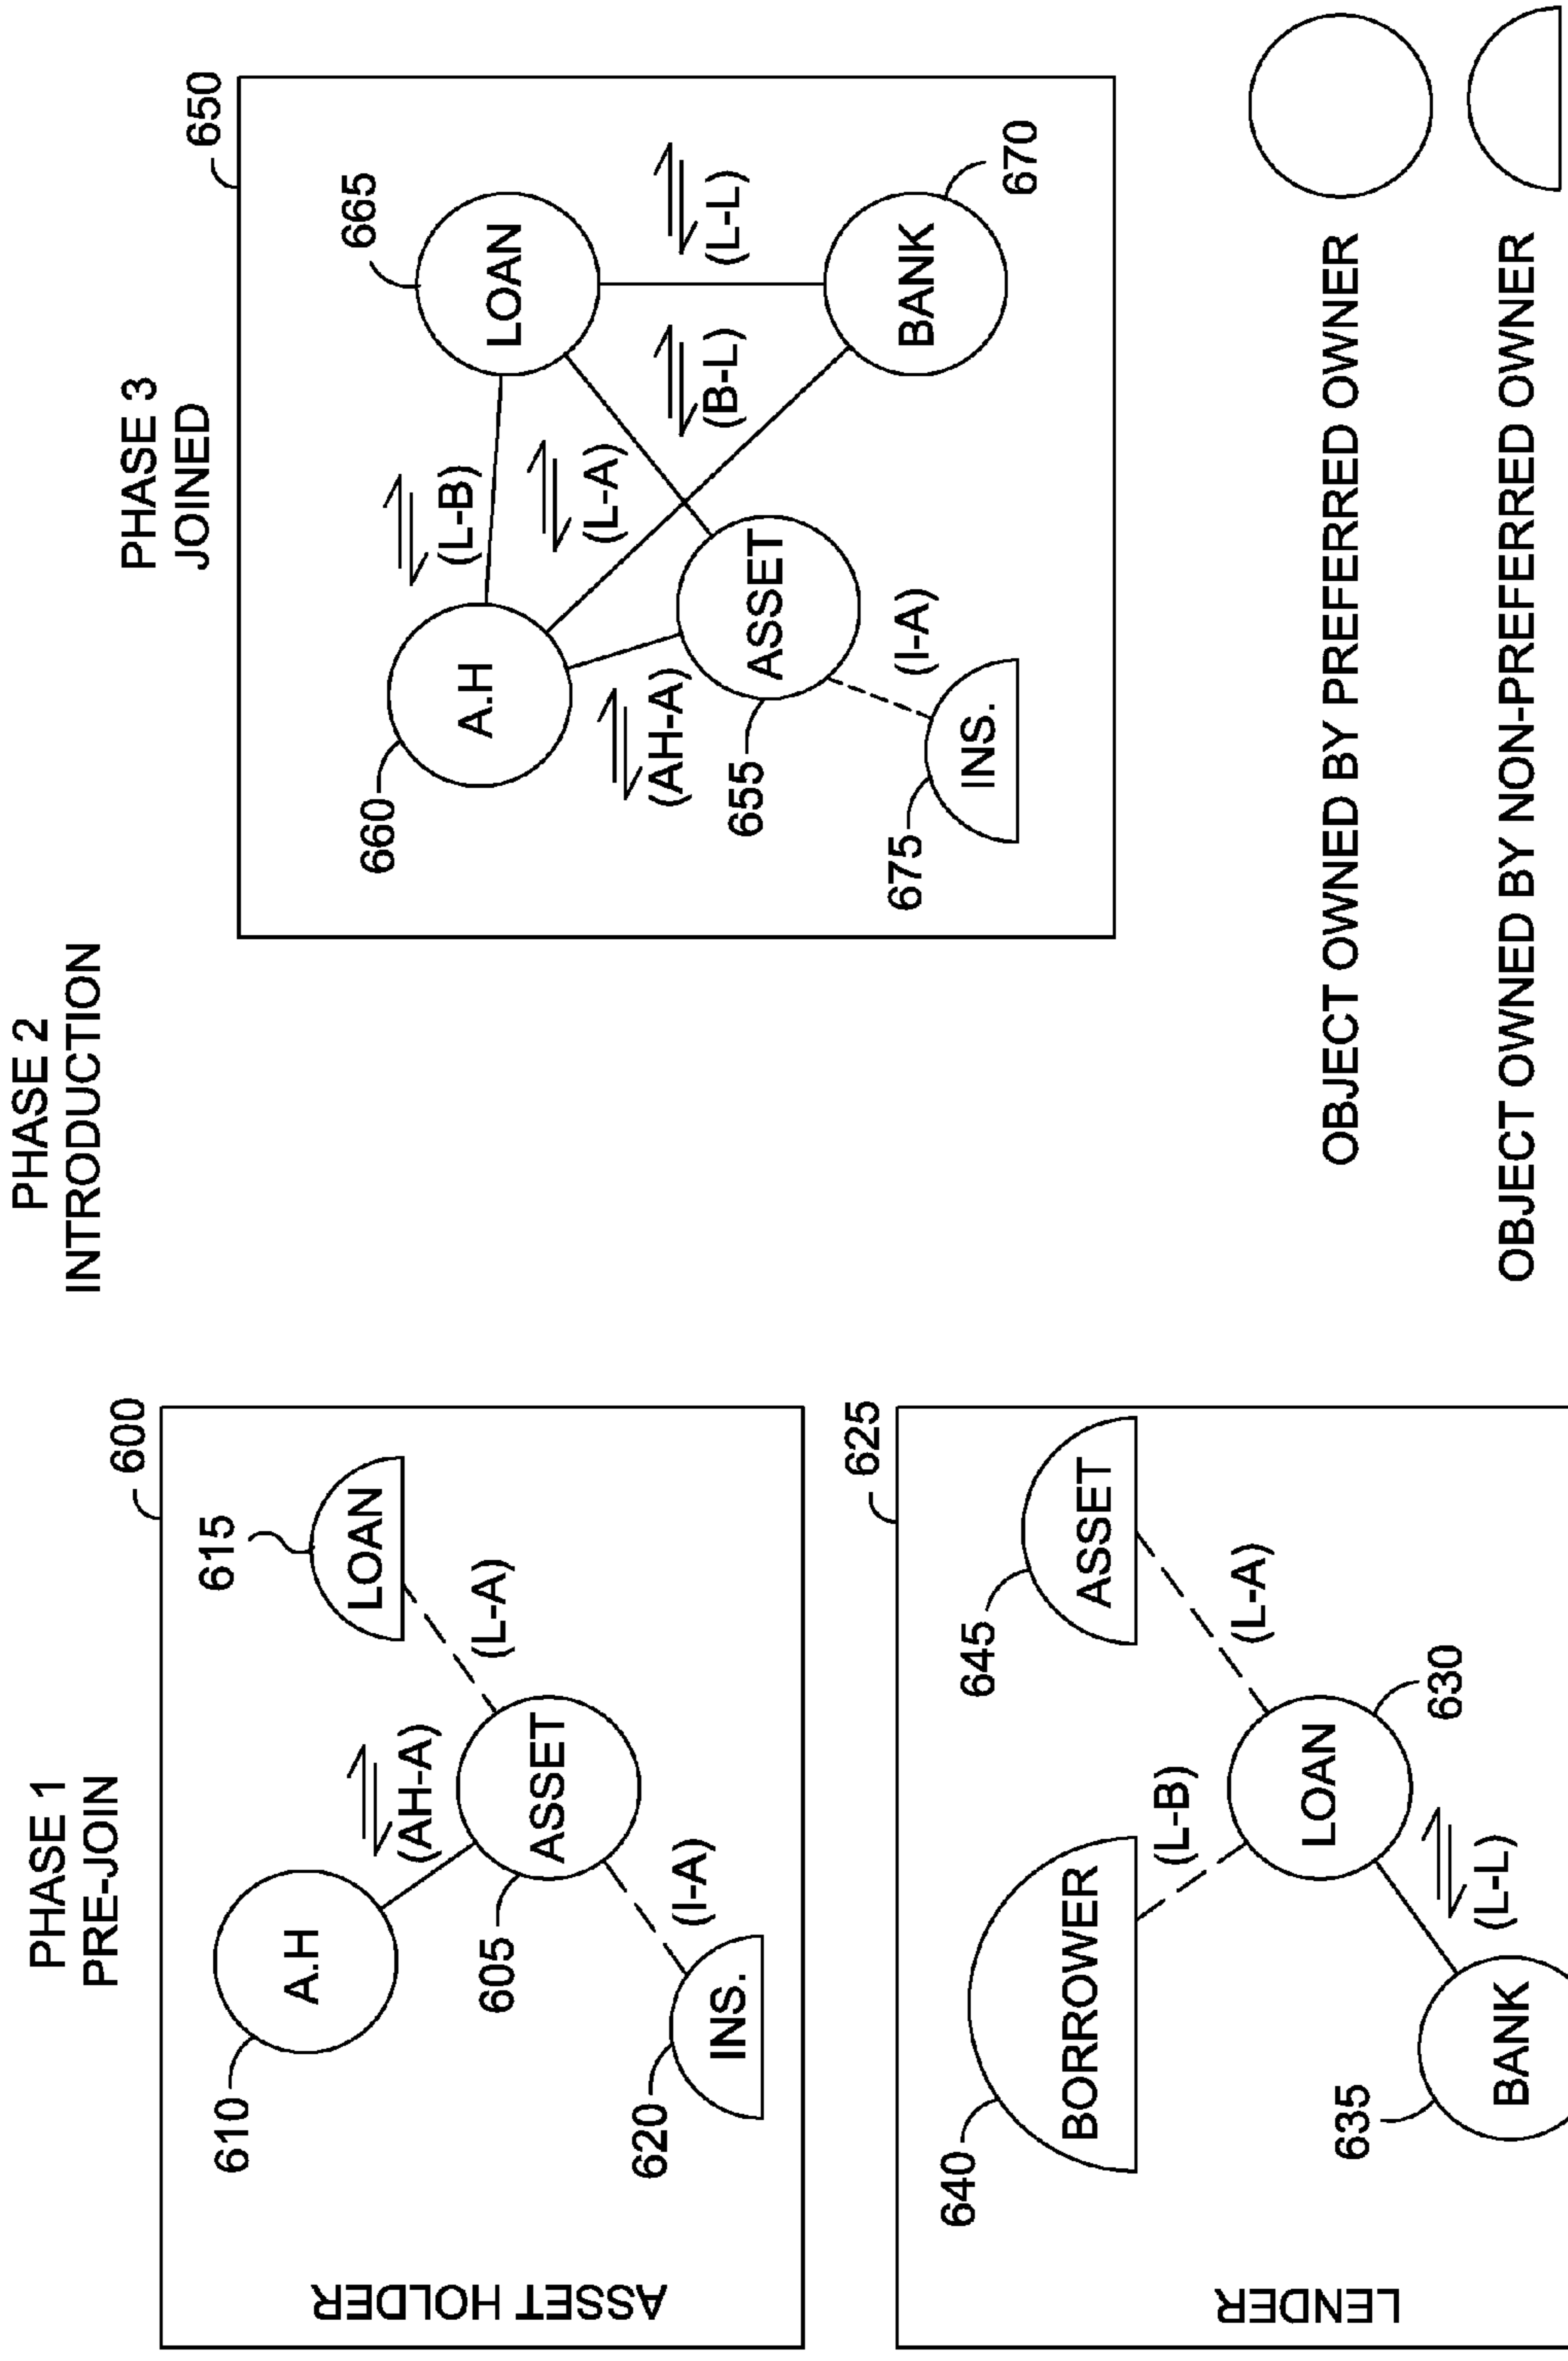 PHASE 1
PRE-JOIN
600
ASSET HOLDER
610
A.H
(AH-A)
615
LOAN
(L-A)
605
ASSET
(I-A)
620
INS.
625
LENDER
640
BORROWER
(L-B)
645
ASSET
(L-A)
LOAN
630
635
BANK
(L-L)
PHASE 2
INTRODUCTION
PHASE 3
JOINED
650
660
A.H
(L-B)
665
LOAN
(L-A)
(AH-A)
(B-L)
(L-L)
655
ASSET
(I-A)
675
INS.
BANK
670
OBJECT OWNED BY PREFERRED OWNER
OBJECT OWNED BY NON-PREFERRED OWNER